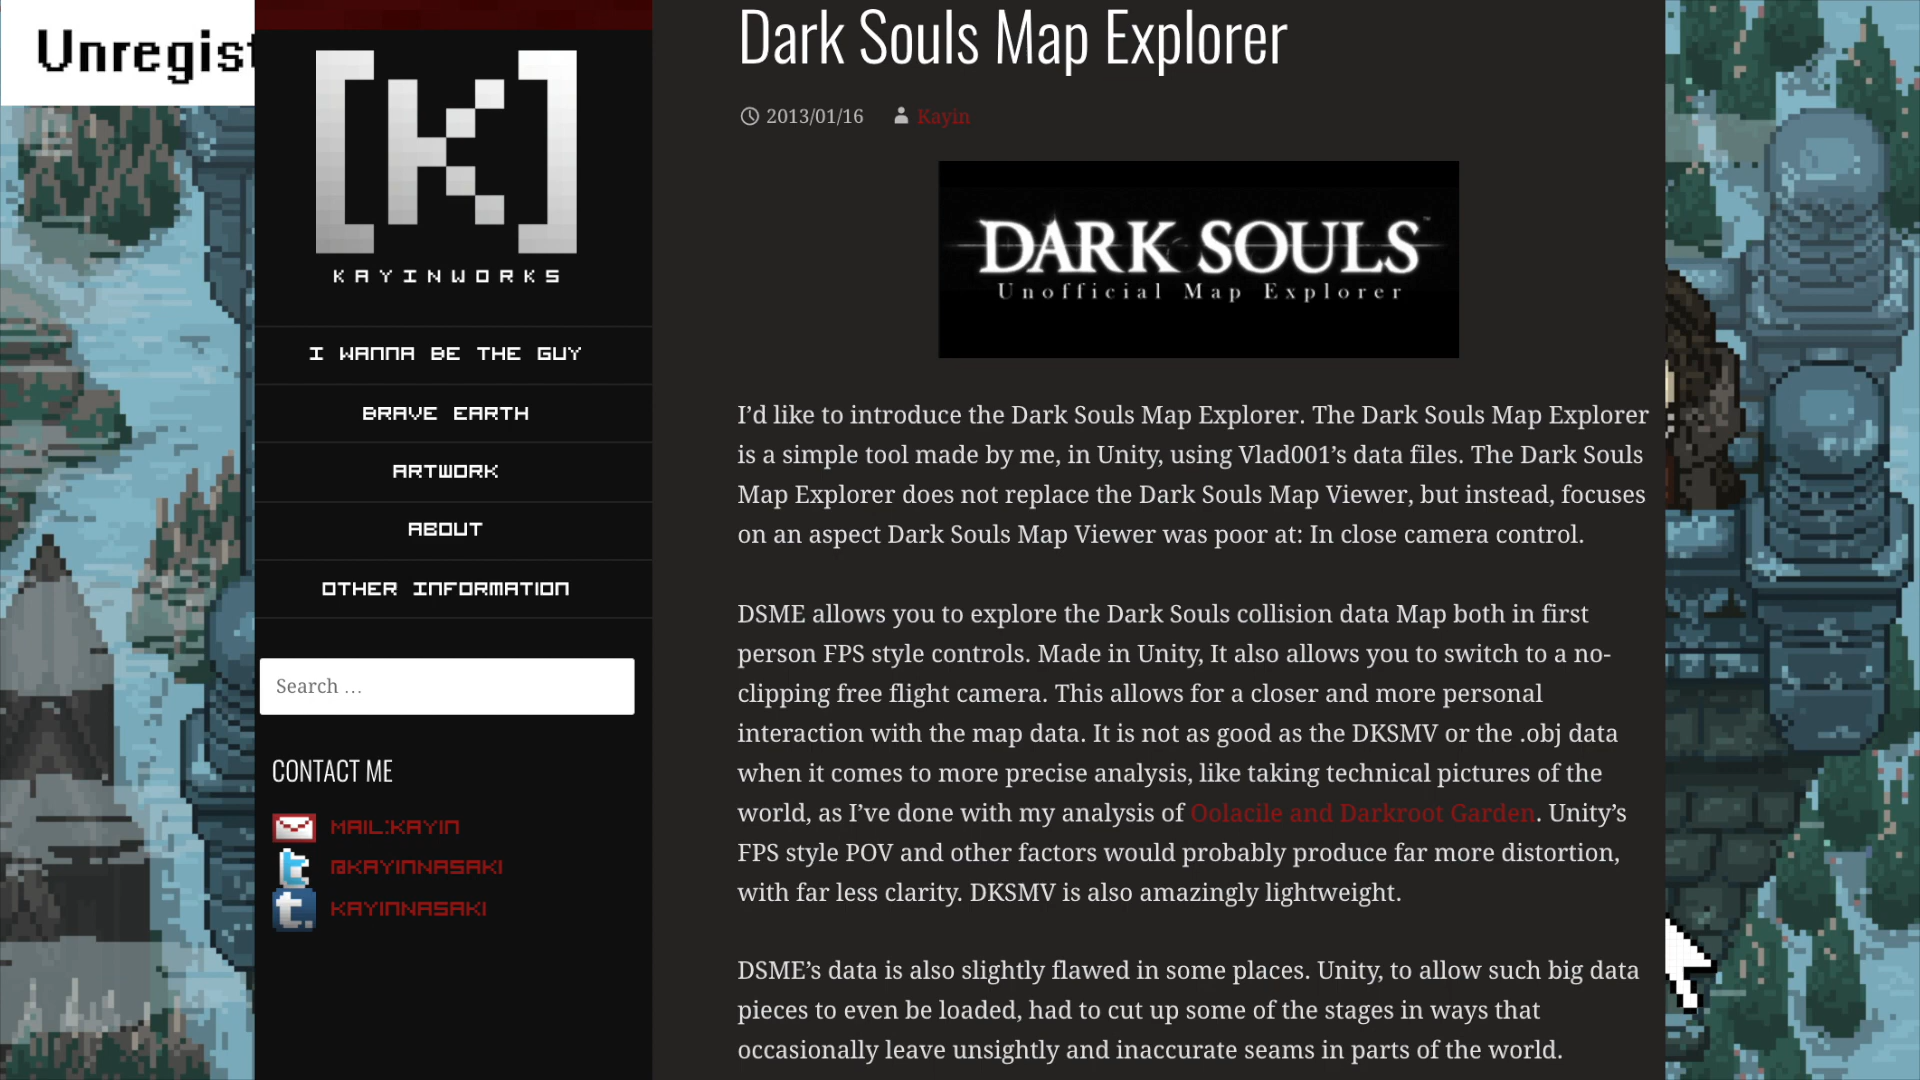 Unregist
KAYINWORKS
I WANNA BE THE GUY
BRAVE EARTH
ARTWORK
ABOUT
OTHER INFORMATION
Search …
CONTACT ME
MAIL:KAYIN
@KAYINNASAKI
KAYINNASAKI
Dark Souls Map Explorer
2013/01/16 Kayin
DARK SOULS™
Unofficial Map Explorer
I’d like to introduce the Dark Souls Map Explorer. The Dark Souls Map Explorer
is a simple tool made by me, in Unity, using Vlad001’s data files. The Dark Souls
Map Explorer does not replace the Dark Souls Map Viewer, but instead, focuses
on an aspect Dark Souls Map Viewer was poor at: In close camera control.
DSME allows you to explore the Dark Souls collision data Map both in first
person FPS style controls. Made in Unity, It also allows you to switch to a no-
clipping free flight camera. This allows for a closer and more personal
interaction with the map data. It is not as good as the DKSMV or the .obj data
when it comes to more precise analysis, like taking technical pictures of the
world, as I’ve done with my analysis of Oolacile and Darkroot Garden. Unity’s
FPS style POV and other factors would probably produce far more distortion,
with far less clarity. DKSMV is also amazingly lightweight.
DSME’s data is also slightly flawed in some places. Unity, to allow such big data
pieces to even be loaded, had to cut up some of the stages in ways that
occasionally leave unsightly and inaccurate seams in parts of the world.